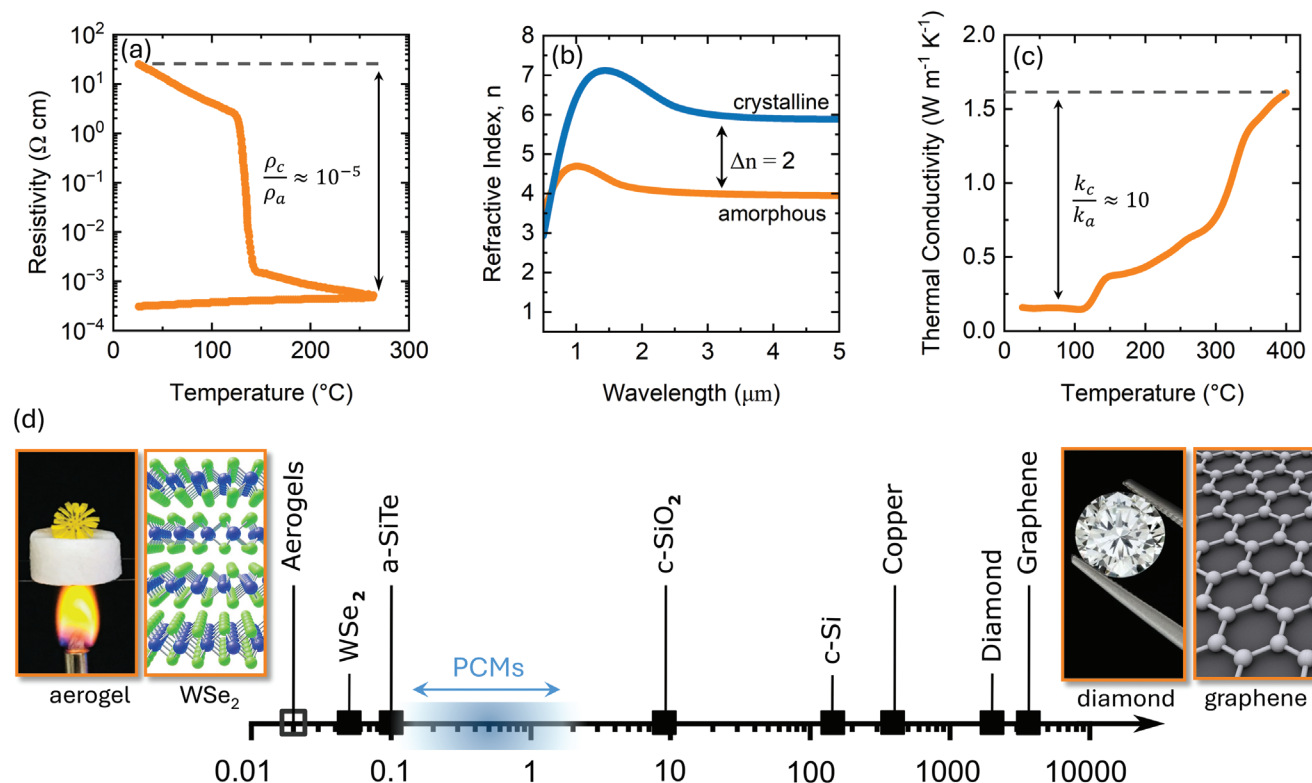 (a)
10²
10¹
10⁰
10⁻¹
10⁻²
10⁻³
10⁻⁴
Resistivity (Ω cm)
ρc/ρa ≈ 10⁻⁵
0 100 200 300
Temperature (°C)
(b)
8
7
6
5
4
3
2
1
Refractive Index, n
crystalline
Δn = 2
amorphous
1 2 3 4 5
Wavelength (μm)
(c)
2.0
1.5
1.0
0.5
0.0
Thermal Conductivity (W m⁻¹ K⁻¹)
kc/ka ≈ 10
0 100 200 300 400
Temperature (°C)
(d)
aerogel
WSe₂
Aerogels
WSe₂
a-SiTe
PCMs
c-SiO₂
c-Si
Copper
Diamond
Graphene
diamond
graphene
0.01 0.1 1 10 100 1000 10000